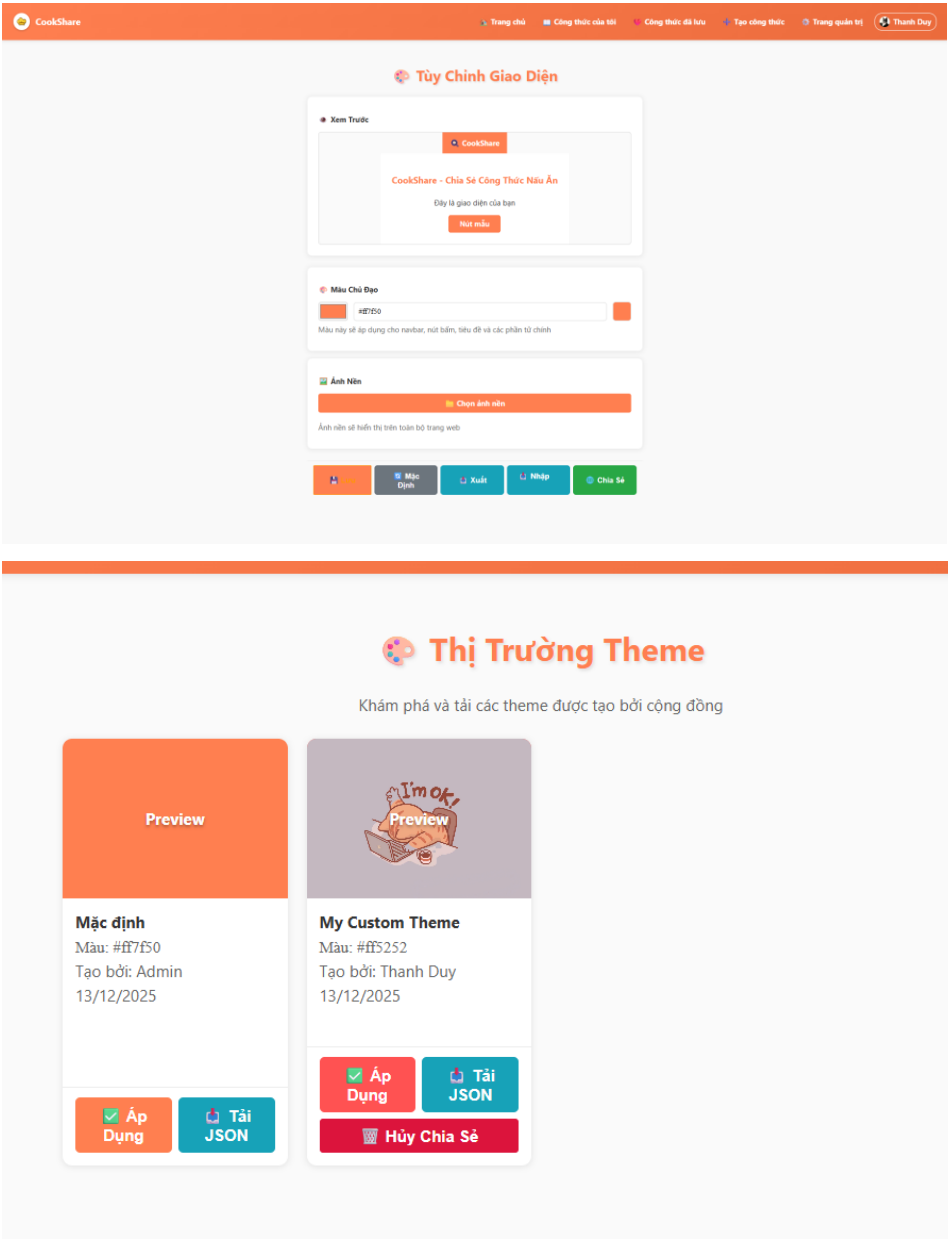 CookShare
Trang chủ
Công thức của tôi
Công thức đã lưu
Tạo công thức
Trang quản trị
Thanh Duy
Tùy Chỉnh Giao Diện
Xem Trước
CookShare
CookShare - Chia Sẻ Công Thức Nấu Ăn
Đây là giao diện của bạn
Nút mẫu
Màu Chủ Đạo
#ff7f50
Màu này sẽ áp dụng cho navbar, nút bấm, tiêu đề và các phần tử chính
Ảnh Nền
Chọn ảnh nền
Ảnh nền sẽ hiển thị trên toàn bộ trang web
Mặc
Định
Xuất
Nhập
Chia Sẻ
Thị Trường Theme
Khám phá và tải các theme được tạo bởi cộng đồng
Preview
I'm OK!
Preview
Mặc định
Màu: #ff7f50
Tạo bởi: Admin
13/12/2025
Áp
Dụng
Tải
JSON
My Custom Theme
Màu: #ff5252
Tạo bởi: Thanh Duy
13/12/2025
Áp
Dụng
Tải
JSON
Hủy Chia Sẻ